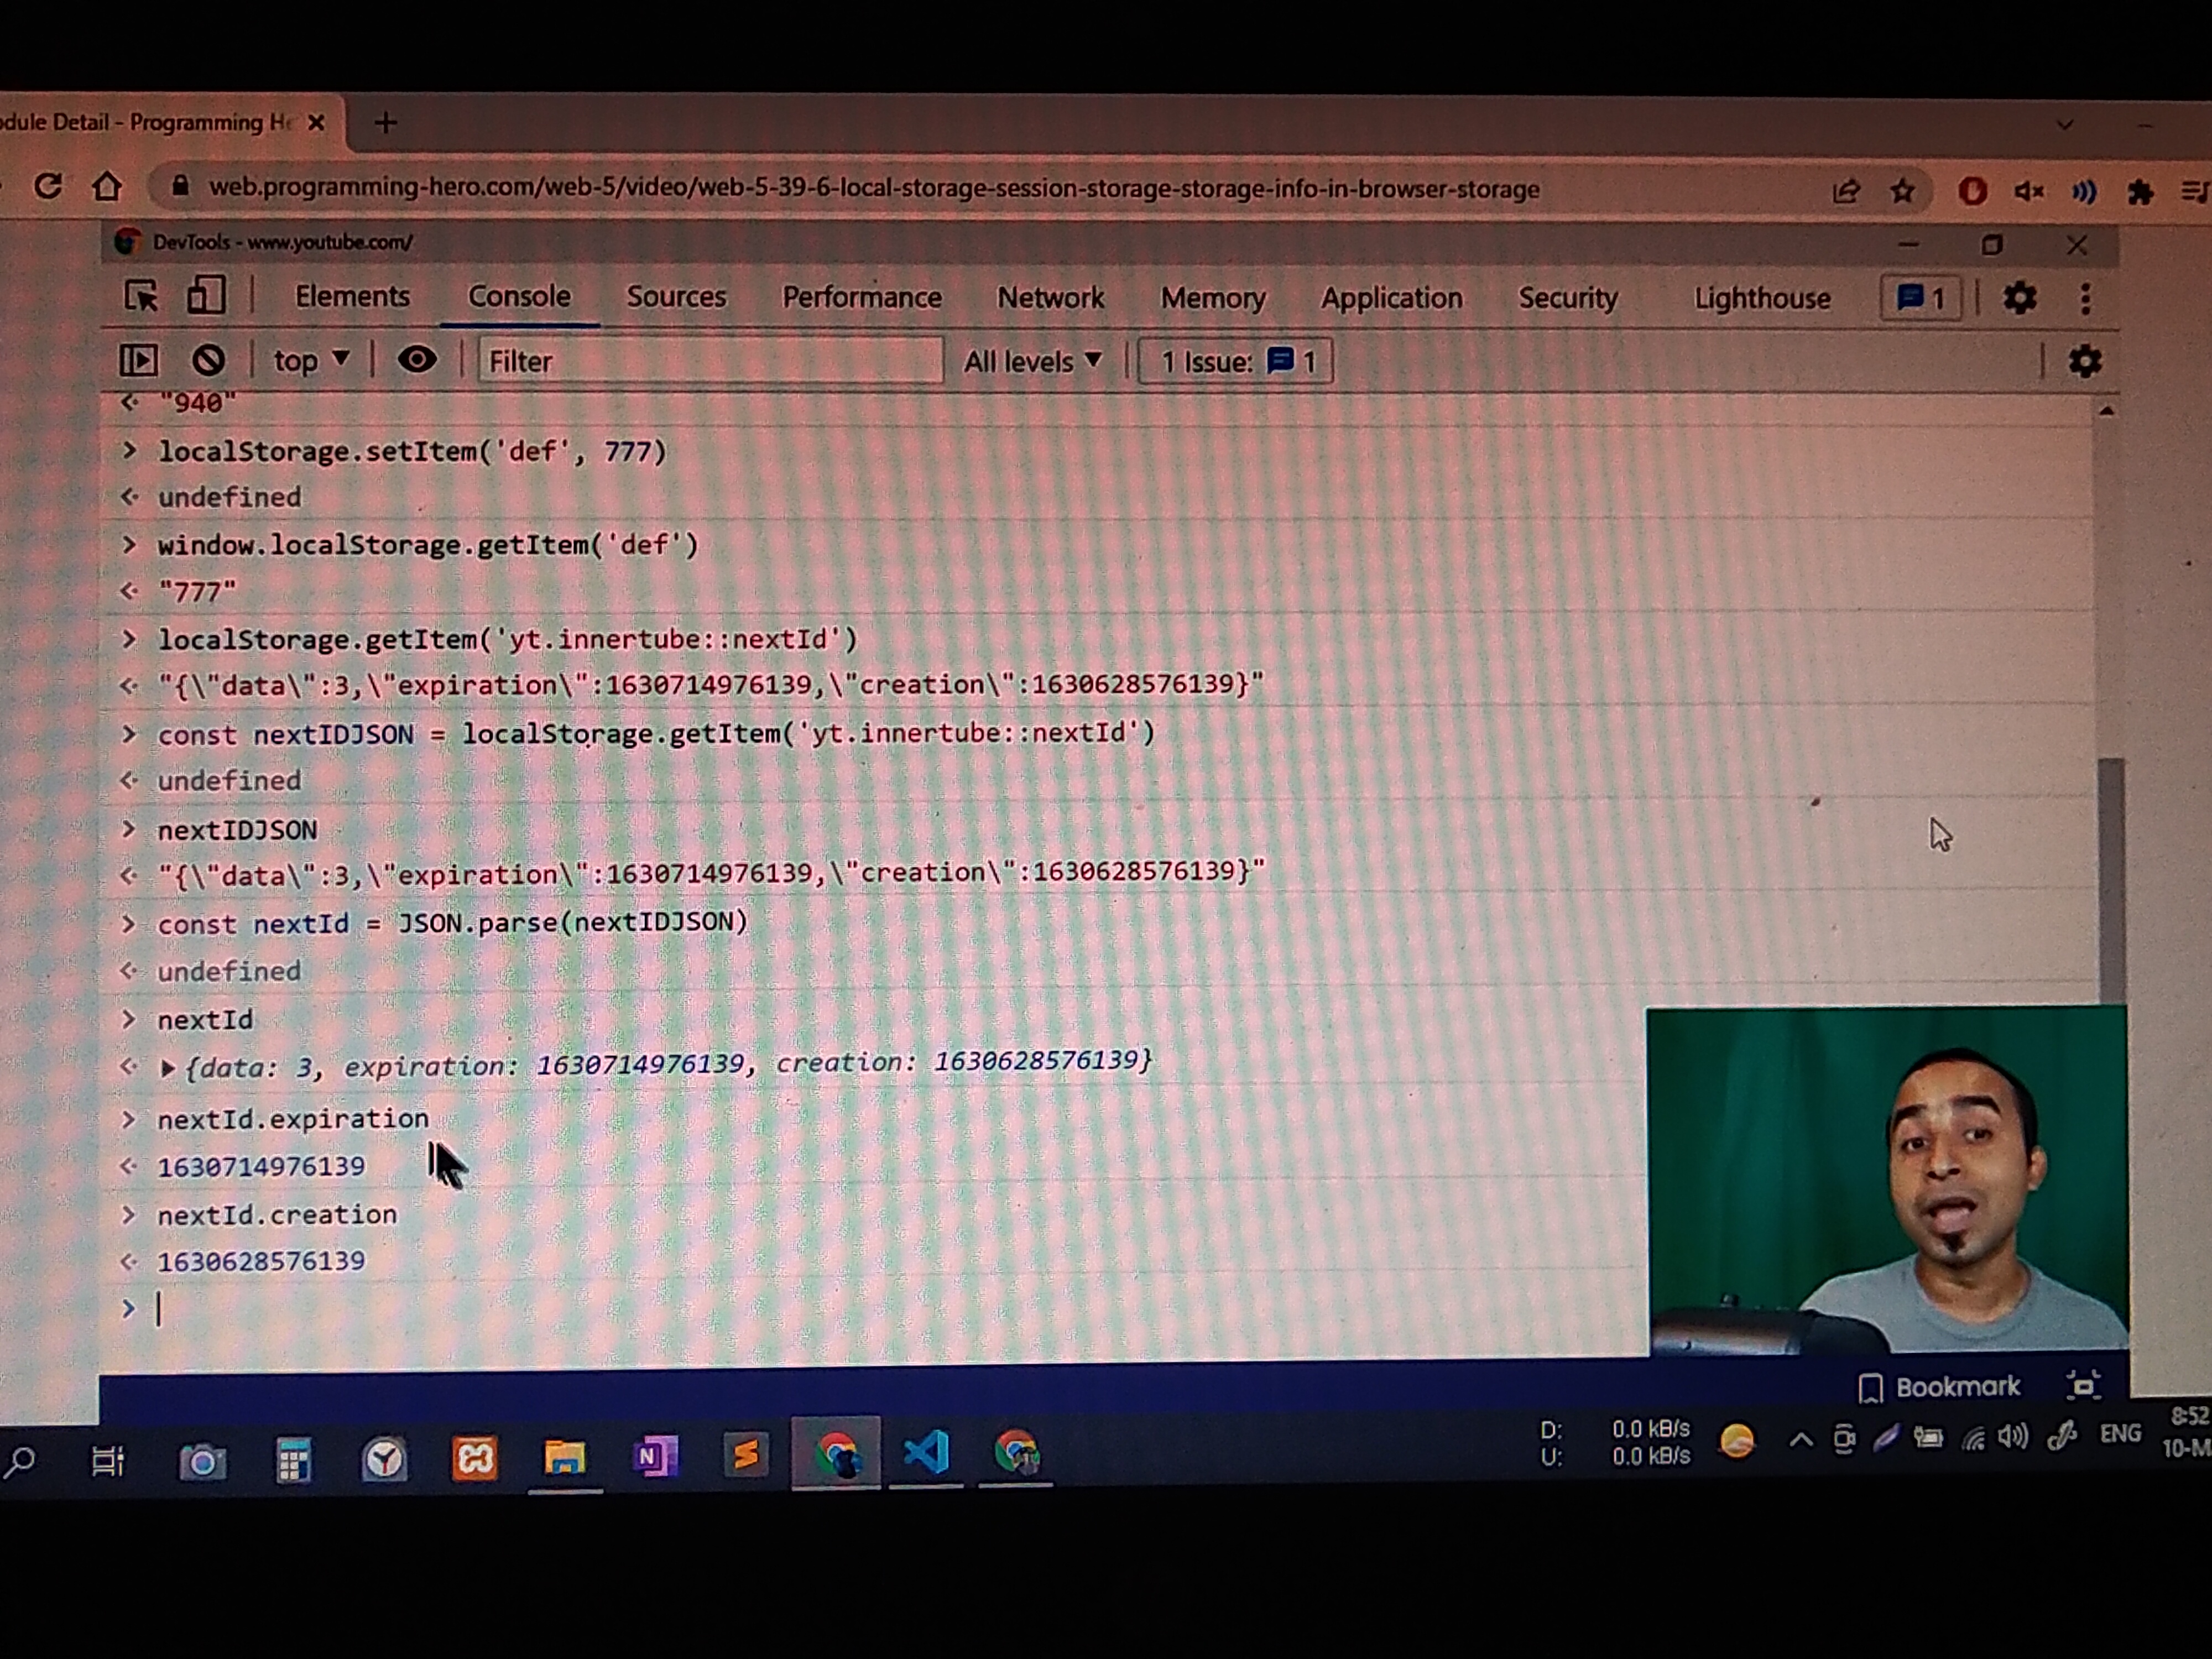 odule Detail - Programming He
web.programming-hero.com/web-5/video/web-5-39-6-local-storage-session-storage-storage-info-in-browser-storage
DevTools - www.youtube.com/
Elements Console Sources Performance Network Memory Application Security Lighthouse 1
top Filter All levels 1 Issue: 1
"940"
> localStorage.setItem('def', 777)
undefined
> window.localStorage.getItem('def')
"777"
> localStorage.getItem('yt.innertube::nextId')
"{\"data\":3,\"expiration\":1630714976139,\"creation\":1630628576139}"
> const nextIDJSON = localStorage.getItem('yt.innertube::nextId')
undefined
> nextIDJSON
"{\"data\":3,\"expiration\":1630714976139,\"creation\":1630628576139}"
> const nextId = JSON.parse(nextIDJSON)
undefined
> nextId
{data: 3, expiration: 1630714976139, creation: 1630628576139}
> nextId.expiration
1630714976139
> nextId.creation
1630628576139
>
Bookmark
D: 0.0 kB/s
U: 0.0 kB/s
ENG
8:52
10-M